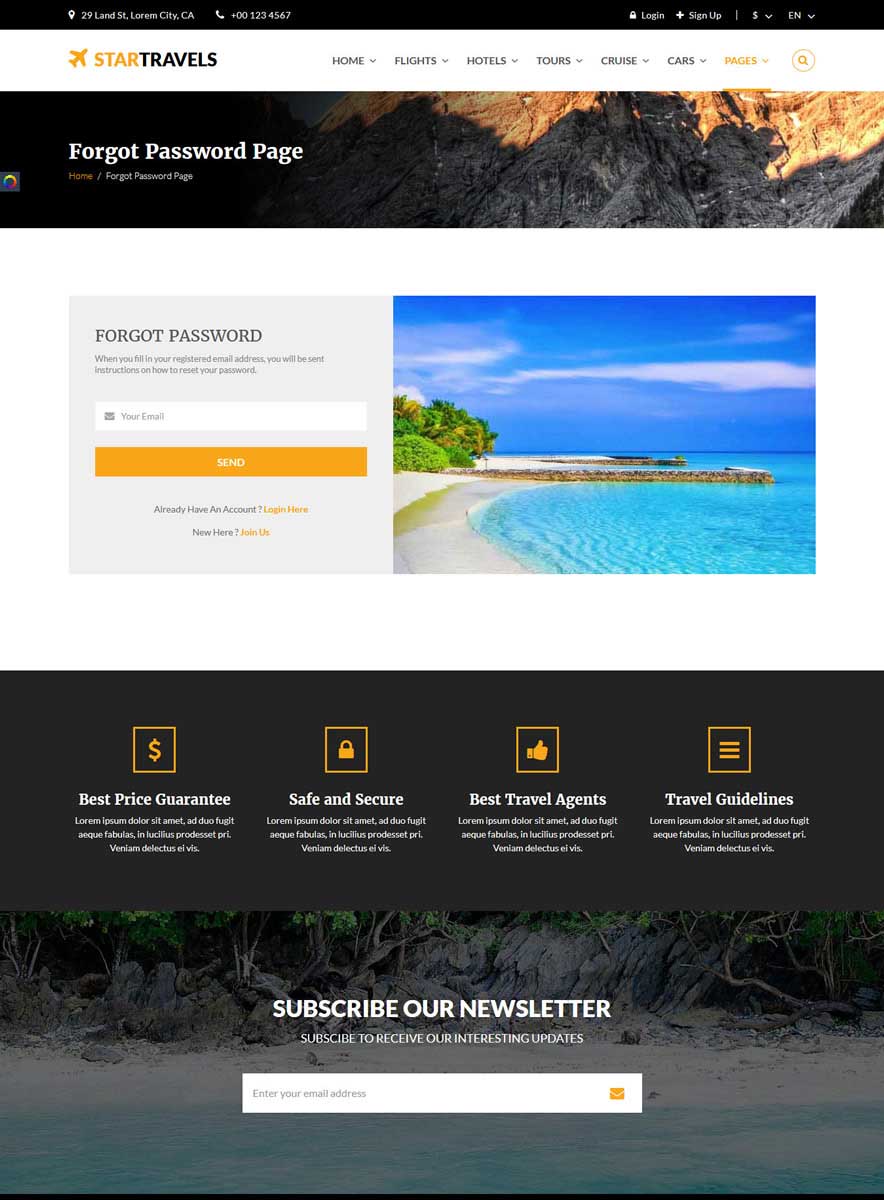 29 Land St, Lorem City, CA
+00 123 4567
Login
Sign Up
$
EN
STARTRAVELS
HOME
FLIGHTS
HOTELS
TOURS
CRUISE
CARS
PAGES
Forgot Password Page
Home / Forgot Password Page
FORGOT PASSWORD
When you fill in your registered email address, you will be sent
instructions on how to reset your password.
Your Email
SEND
Already Have An Account ? Login Here
New Here ? Join Us
$
Best Price Guarantee
Lorem ipsum dolor sit amet, ad duo fugit
aeque fabulas, in lucilius prodesset pri.
Veniam delectus ei vis.
Safe and Secure
Lorem ipsum dolor sit amet, ad duo fugit
aeque fabulas, in lucilius prodesset pri.
Veniam delectus ei vis.
Best Travel Agents
Lorem ipsum dolor sit amet, ad duo fugit
aeque fabulas, in lucilius prodesset pri.
Veniam delectus ei vis.
Travel Guidelines
Lorem ipsum dolor sit amet, ad duo fugit
aeque fabulas, in lucilius prodesset pri.
Veniam delectus ei vis.
SUBSCRIBE OUR NEWSLETTER
SUBSCIBE TO RECEIVE OUR INTERESTING UPDATES
Enter your email address